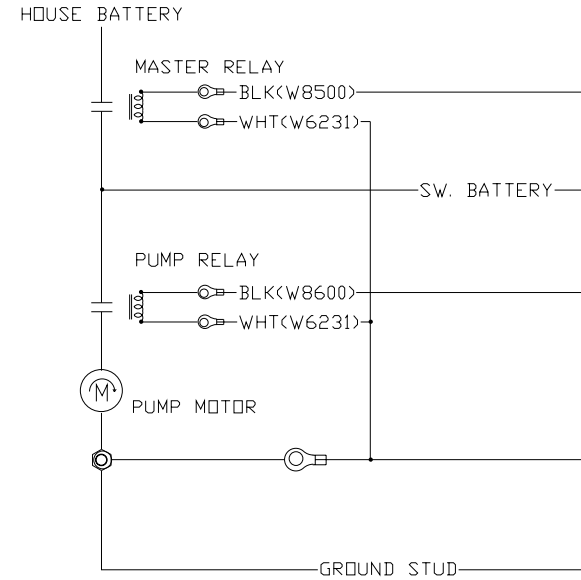 HOUSE BATTERY
MASTER RELAY
BLK(W8500)
WHT(W6231)
SW. BATTERY
PUMP RELAY
BLK(W8600)
WHT(W6231)
M
PUMP MOTOR
GROUND STUD